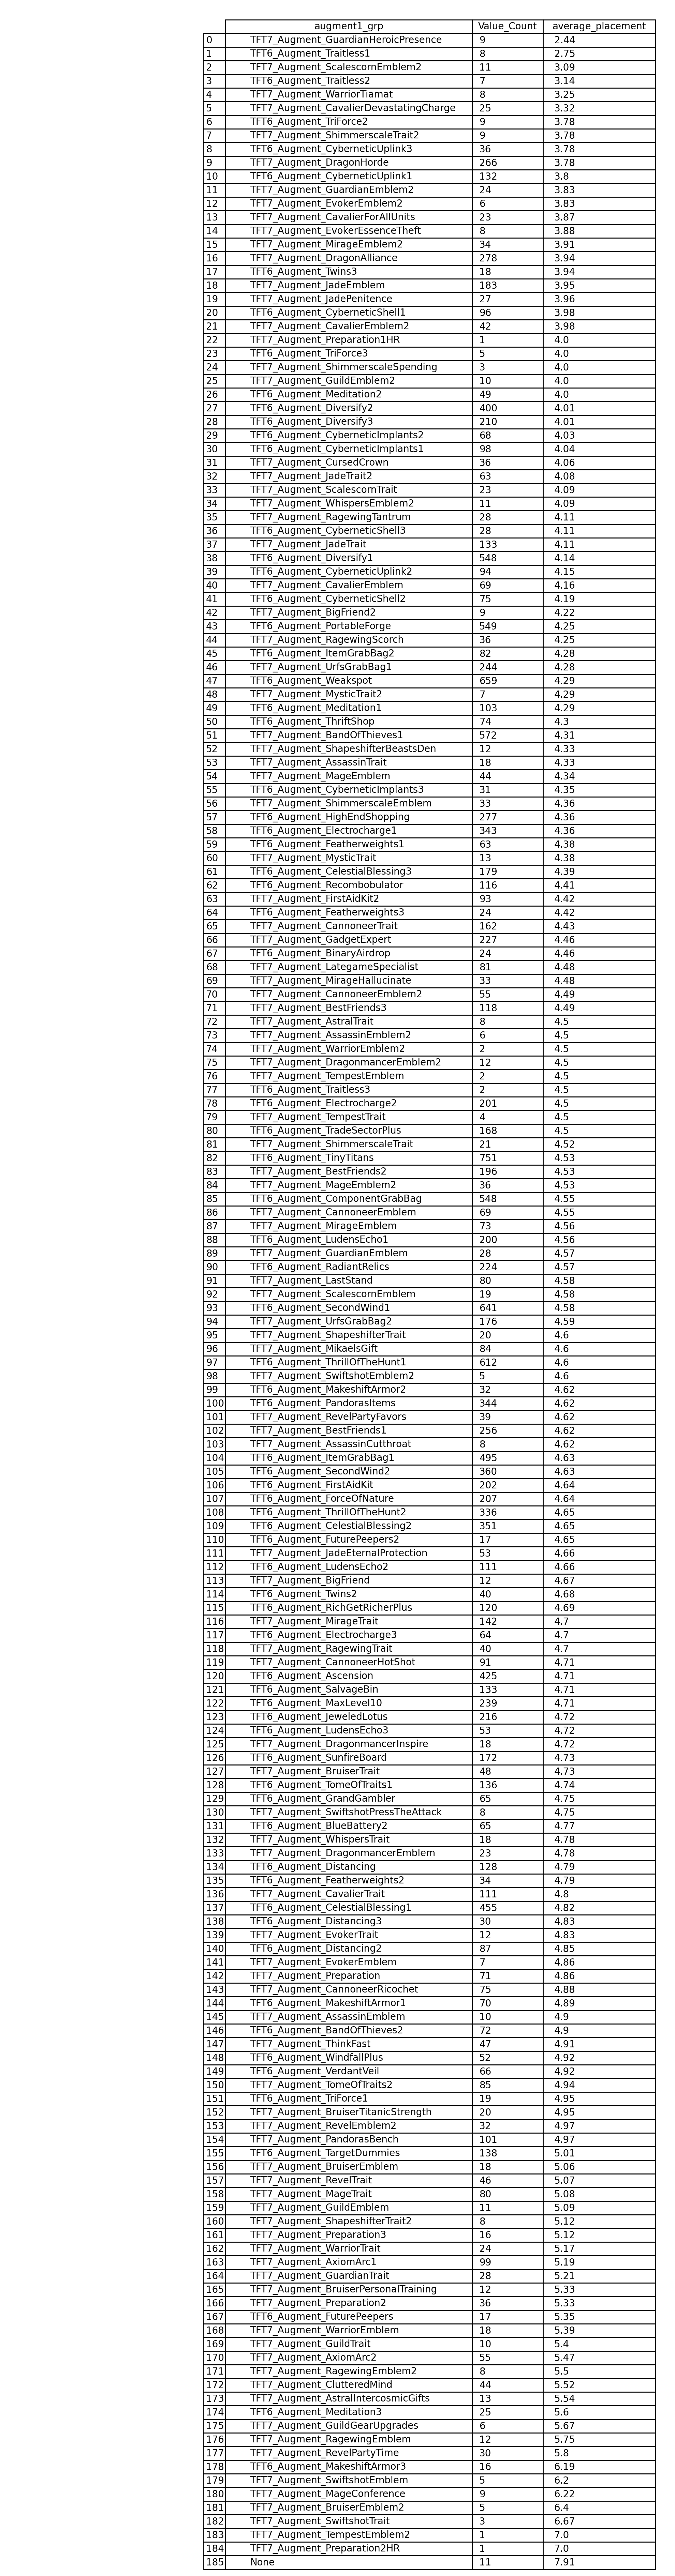 augment1_grp Value_Count average_placement
0 TFT7_Augment_GuardianHeroicPresence 9 2.44
1 TFT6_Augment_Traitless1 8 2.75
2 TFT7_Augment_ScalescornEmblem2 11 3.09
3 TFT6_Augment_Traitless2 7 3.14
4 TFT7_Augment_WarriorTiamat 8 3.25
5 TFT7_Augment_CavalierDevastatingCharge 25 3.32
6 TFT6_Augment_TriForce2 9 3.78
7 TFT7_Augment_ShimmerscaleTrait2 9 3.78
8 TFT6_Augment_CyberneticUplink3 36 3.78
9 TFT7_Augment_DragonHorde 266 3.78
10 TFT6_Augment_CyberneticUplink1 132 3.8
11 TFT7_Augment_GuardianEmblem2 24 3.83
12 TFT7_Augment_EvokerEmblem2 6 3.83
13 TFT7_Augment_CavalierForAllUnits 23 3.87
14 TFT7_Augment_EvokerEssenceTheft 8 3.88
15 TFT7_Augment_MirageEmblem2 34 3.91
16 TFT7_Augment_DragonAlliance 278 3.94
17 TFT6_Augment_Twins3 18 3.94
18 TFT7_Augment_JadeEmblem 183 3.95
19 TFT7_Augment_JadePenitence 27 3.96
20 TFT6_Augment_CyberneticShell1 96 3.98
21 TFT7_Augment_CavalierEmblem2 42 3.98
22 TFT7_Augment_Preparation1HR 1 4.0
23 TFT6_Augment_TriForce3 5 4.0
24 TFT7_Augment_ShimmerscaleSpending 3 4.0
25 TFT7_Augment_GuildEmblem2 10 4.0
26 TFT6_Augment_Meditation2 49 4.0
27 TFT6_Augment_Diversify2 400 4.01
28 TFT6_Augment_Diversify3 210 4.01
29 TFT6_Augment_CyberneticImplants2 68 4.03
30 TFT6_Augment_CyberneticImplants1 98 4.04
31 TFT7_Augment_CursedCrown 36 4.06
32 TFT7_Augment_JadeTrait2 63 4.08
33 TFT7_Augment_ScalescornTrait 23 4.09
34 TFT7_Augment_WhispersEmblem2 11 4.09
35 TFT7_Augment_RagewingTantrum 28 4.11
36 TFT6_Augment_CyberneticShell3 28 4.11
37 TFT7_Augment_JadeTrait 133 4.11
38 TFT6_Augment_Diversify1 548 4.14
39 TFT6_Augment_CyberneticUplink2 94 4.15
40 TFT7_Augment_CavalierEmblem 69 4.16
41 TFT6_Augment_CyberneticShell2 75 4.19
42 TFT7_Augment_BigFriend2 9 4.22
43 TFT6_Augment_PortableForge 549 4.25
44 TFT7_Augment_RagewingScorch 36 4.25
45 TFT6_Augment_ItemGrabBag2 82 4.28
46 TFT7_Augment_UrfsGrabBag1 244 4.28
47 TFT6_Augment_Weakspot 659 4.29
48 TFT7_Augment_MysticTrait2 7 4.29
49 TFT6_Augment_Meditation1 103 4.29
50 TFT6_Augment_ThriftShop 74 4.3
51 TFT7_Augment_BandOfThieves1 572 4.31
52 TFT7_Augment_ShapeshifterBeastsDen 12 4.33
53 TFT7_Augment_AssassinTrait 18 4.33
54 TFT7_Augment_MageEmblem 44 4.34
55 TFT6_Augment_CyberneticImplants3 31 4.35
56 TFT7_Augment_ShimmerscaleEmblem 33 4.36
57 TFT6_Augment_HighEndShopping 277 4.36
58 TFT6_Augment_Electrocharge1 343 4.36
59 TFT6_Augment_Featherweights1 63 4.38
60 TFT7_Augment_MysticTrait 13 4.38
61 TFT6_Augment_CelestialBlessing3 179 4.39
62 TFT6_Augment_Recombobulator 116 4.41
63 TFT7_Augment_FirstAidKit2 93 4.42
64 TFT6_Augment_Featherweights3 24 4.42
65 TFT7_Augment_CannoneerTrait 162 4.43
66 TFT7_Augment_GadgetExpert 227 4.46
67 TFT6_Augment_BinaryAirdrop 24 4.46
68 TFT7_Augment_LategameSpecialist 81 4.48
69 TFT7_Augment_MirageHallucinate 33 4.48
70 TFT7_Augment_CannoneerEmblem2 55 4.49
71 TFT7_Augment_BestFriends3 118 4.49
72 TFT7_Augment_AstralTrait 8 4.5
73 TFT7_Augment_AssassinEmblem2 6 4.5
74 TFT7_Augment_WarriorEmblem2 2 4.5
75 TFT7_Augment_DragonmancerEmblem2 12 4.5
76 TFT7_Augment_TempestEmblem 2 4.5
77 TFT6_Augment_Traitless3 2 4.5
78 TFT6_Augment_Electrocharge2 201 4.5
79 TFT7_Augment_TempestTrait 4 4.5
80 TFT6_Augment_TradeSectorPlus 168 4.5
81 TFT7_Augment_ShimmerscaleTrait 21 4.52
82 TFT6_Augment_TinyTitans 751 4.53
83 TFT7_Augment_BestFriends2 196 4.53
84 TFT7_Augment_MageEmblem2 36 4.53
85 TFT6_Augment_ComponentGrabBag 548 4.55
86 TFT7_Augment_CannoneerEmblem 69 4.55
87 TFT7_Augment_MirageEmblem 73 4.56
88 TFT6_Augment_LudensEcho1 200 4.56
89 TFT7_Augment_GuardianEmblem 28 4.57
90 TFT6_Augment_RadiantRelics 224 4.57
91 TFT7_Augment_LastStand 80 4.58
92 TFT7_Augment_ScalescornEmblem 19 4.58
93 TFT6_Augment_SecondWind1 641 4.58
94 TFT7_Augment_UrfsGrabBag2 176 4.59
95 TFT7_Augment_ShapeshifterTrait 20 4.6
96 TFT7_Augment_MikaelsGift 84 4.6
97 TFT6_Augment_ThrillOfTheHunt1 612 4.6
98 TFT7_Augment_SwiftshotEmblem2 5 4.6
99 TFT6_Augment_MakeshiftArmor2 32 4.62
100 TFT6_Augment_PandorasItems 344 4.62
101 TFT7_Augment_RevelPartyFavors 39 4.62
102 TFT7_Augment_BestFriends1 256 4.62
103 TFT7_Augment_AssassinCutthroat 8 4.62
104 TFT6_Augment_ItemGrabBag1 495 4.63
105 TFT6_Augment_SecondWind2 360 4.63
106 TFT6_Augment_FirstAidKit 202 4.64
107 TFT6_Augment_ForceOfNature 207 4.64
108 TFT6_Augment_ThrillOfTheHunt2 336 4.65
109 TFT6_Augment_CelestialBlessing2 351 4.65
110 TFT6_Augment_FuturePeepers2 17 4.65
111 TFT7_Augment_JadeEternalProtection 53 4.66
112 TFT6_Augment_LudensEcho2 111 4.66
113 TFT7_Augment_BigFriend 12 4.67
114 TFT6_Augment_Twins2 40 4.68
115 TFT6_Augment_RichGetRicherPlus 120 4.69
116 TFT7_Augment_MirageTrait 142 4.7
117 TFT6_Augment_Electrocharge3 64 4.7
118 TFT7_Augment_RagewingTrait 40 4.7
119 TFT7_Augment_CannoneerHotShot 91 4.71
120 TFT6_Augment_Ascension 425 4.71
121 TFT6_Augment_SalvageBin 133 4.71
122 TFT6_Augment_MaxLevel10 239 4.71
123 TFT6_Augment_JeweledLotus 216 4.72
124 TFT6_Augment_LudensEcho3 53 4.72
125 TFT7_Augment_DragonmancerInspire 18 4.72
126 TFT6_Augment_SunfireBoard 172 4.73
127 TFT7_Augment_BruiserTrait 48 4.73
128 TFT6_Augment_TomeOfTraits1 136 4.74
129 TFT6_Augment_GrandGambler 65 4.75
130 TFT7_Augment_SwiftshotPressTheAttack 8 4.75
131 TFT6_Augment_BlueBattery2 65 4.77
132 TFT7_Augment_WhispersTrait 18 4.78
133 TFT7_Augment_DragonmancerEmblem 23 4.78
134 TFT6_Augment_Distancing 128 4.79
135 TFT6_Augment_Featherweights2 34 4.79
136 TFT7_Augment_CavalierTrait 111 4.8
137 TFT6_Augment_CelestialBlessing1 455 4.82
138 TFT6_Augment_Distancing3 30 4.83
139 TFT7_Augment_EvokerTrait 12 4.83
140 TFT6_Augment_Distancing2 87 4.85
141 TFT7_Augment_EvokerEmblem 7 4.86
142 TFT7_Augment_Preparation 71 4.86
143 TFT7_Augment_CannoneerRicochet 75 4.88
144 TFT6_Augment_MakeshiftArmor1 70 4.89
145 TFT7_Augment_AssassinEmblem 10 4.9
146 TFT6_Augment_BandOfThieves2 72 4.9
147 TFT7_Augment_ThinkFast 47 4.91
148 TFT6_Augment_WindfallPlus 52 4.92
149 TFT6_Augment_VerdantVeil 66 4.92
150 TFT7_Augment_TomeOfTraits2 85 4.94
151 TFT6_Augment_TriForce1 19 4.95
152 TFT7_Augment_BruiserTitanicStrength 20 4.95
153 TFT7_Augment_RevelEmblem2 32 4.97
154 TFT7_Augment_PandorasBench 101 4.97
155 TFT6_Augment_TargetDummies 138 5.01
156 TFT7_Augment_BruiserEmblem 18 5.06
157 TFT7_Augment_RevelTrait 46 5.07
158 TFT7_Augment_MageTrait 80 5.08
159 TFT7_Augment_GuildEmblem 11 5.09
160 TFT7_Augment_ShapeshifterTrait2 8 5.12
161 TFT7_Augment_Preparation3 16 5.12
162 TFT7_Augment_WarriorTrait 24 5.17
163 TFT7_Augment_AxiomArc1 99 5.19
164 TFT7_Augment_GuardianTrait 28 5.21
165 TFT7_Augment_BruiserPersonalTraining 12 5.33
166 TFT7_Augment_Preparation2 36 5.33
167 TFT6_Augment_FuturePeepers 17 5.35
168 TFT7_Augment_WarriorEmblem 18 5.39
169 TFT7_Augment_GuildTrait 10 5.4
170 TFT7_Augment_AxiomArc2 55 5.47
171 TFT7_Augment_RagewingEmblem2 8 5.5
172 TFT7_Augment_ClutteredMind 44 5.52
173 TFT7_Augment_AstralIntercosmicGifts 13 5.54
174 TFT6_Augment_Meditation3 25 5.6
175 TFT7_Augment_GuildGearUpgrades 6 5.67
176 TFT7_Augment_RagewingEmblem 12 5.75
177 TFT7_Augment_RevelPartyTime 30 5.8
178 TFT6_Augment_MakeshiftArmor3 16 6.19
179 TFT7_Augment_SwiftshotEmblem 5 6.2
180 TFT7_Augment_MageConference 9 6.22
181 TFT7_Augment_BruiserEmblem2 5 6.4
182 TFT7_Augment_SwiftshotTrait 3 6.67
183 TFT7_Augment_TempestEmblem2 1 7.0
184 TFT7_Augment_Preparation2HR 1 7.0
185 None 11 7.91